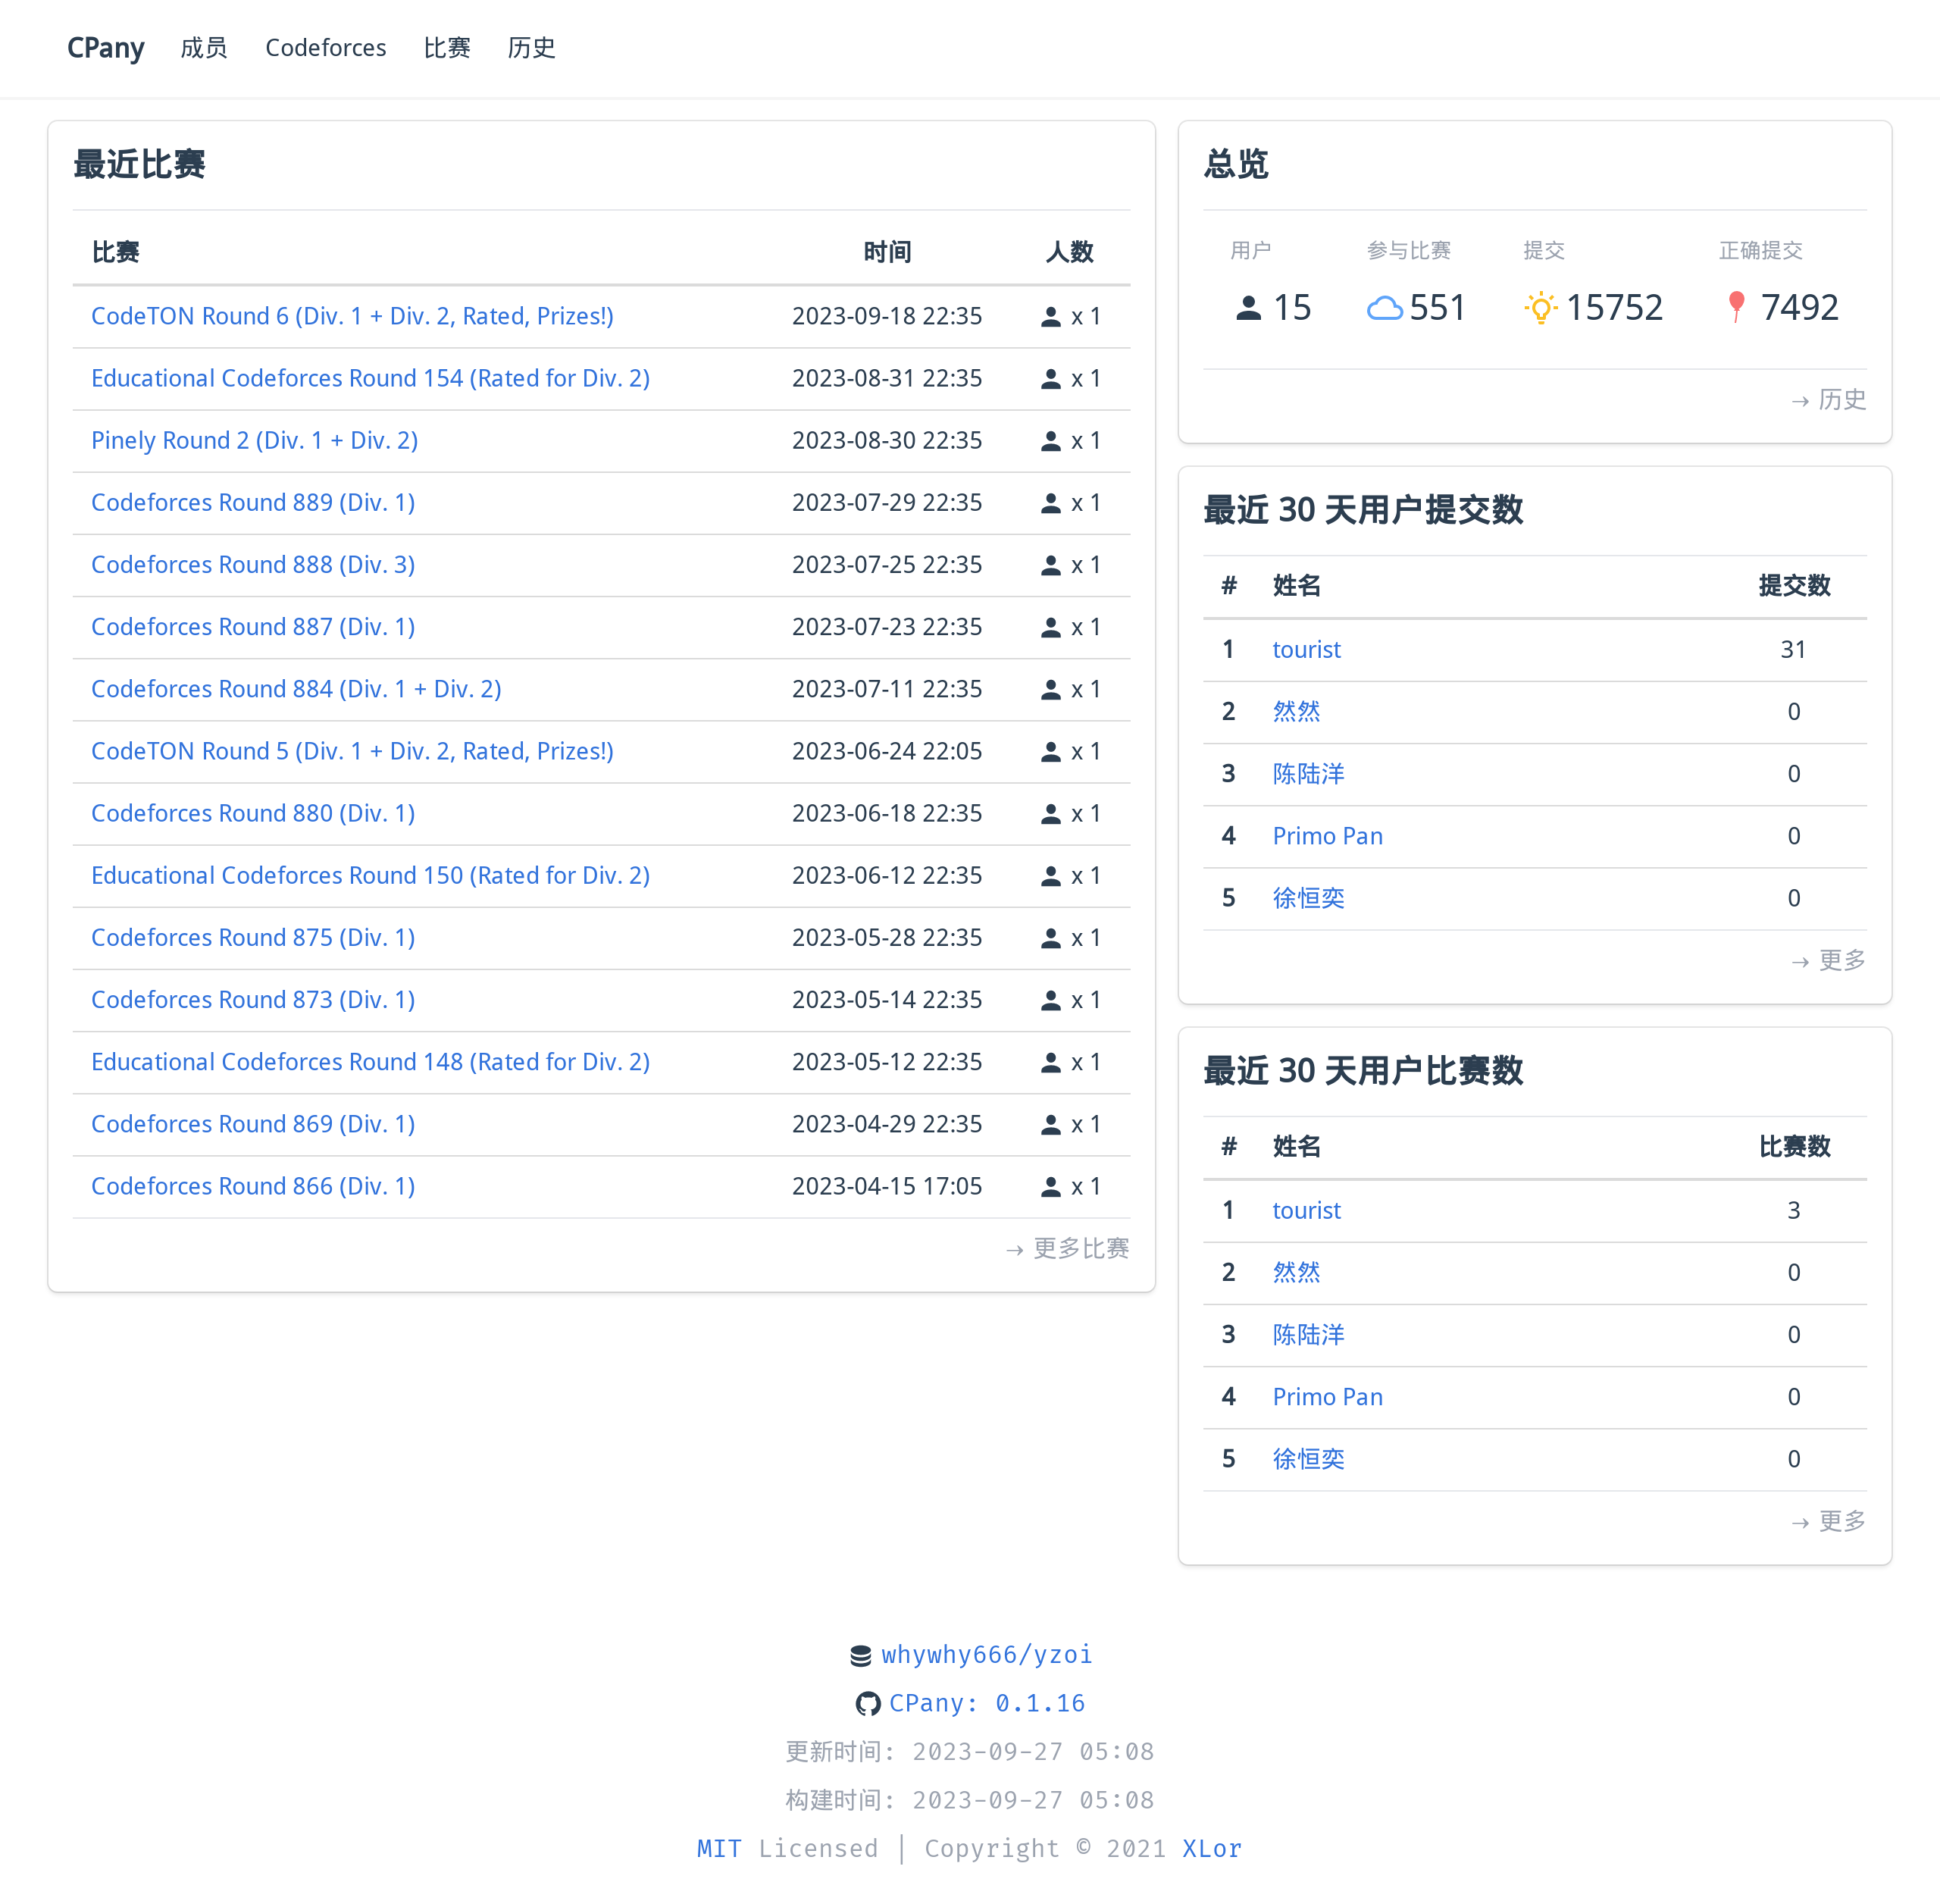 CPany 成员 Codeforces 比赛 历史
最近比赛
比赛 时间 人数
CodeTON Round 6 (Div. 1 + Div. 2, Rated, Prizes!) 2023-09-18 22:35 x 1
Educational Codeforces Round 154 (Rated for Div. 2) 2023-08-31 22:35 x 1
Pinely Round 2 (Div. 1 + Div. 2) 2023-08-30 22:35 x 1
Codeforces Round 889 (Div. 1) 2023-07-29 22:35 x 1
Codeforces Round 888 (Div. 3) 2023-07-25 22:35 x 1
Codeforces Round 887 (Div. 1) 2023-07-23 22:35 x 1
Codeforces Round 884 (Div. 1 + Div. 2) 2023-07-11 22:35 x 1
CodeTON Round 5 (Div. 1 + Div. 2, Rated, Prizes!) 2023-06-24 22:05 x 1
Codeforces Round 880 (Div. 1) 2023-06-18 22:35 x 1
Educational Codeforces Round 150 (Rated for Div. 2) 2023-06-12 22:35 x 1
Codeforces Round 875 (Div. 1) 2023-05-28 22:35 x 1
Codeforces Round 873 (Div. 1) 2023-05-14 22:35 x 1
Educational Codeforces Round 148 (Rated for Div. 2) 2023-05-12 22:35 x 1
Codeforces Round 869 (Div. 1) 2023-04-29 22:35 x 1
Codeforces Round 866 (Div. 1) 2023-04-15 17:05 x 1
→ 更多比赛
总览
用户 参与比赛 提交 正确提交
15 551 15752 7492
→ 历史
最近 30 天用户提交数
# 姓名 提交数
1 tourist 31
2 然然 0
3 陈陆洋 0
4 Primo Pan 0
5 徐恒奕 0
→ 更多
最近 30 天用户比赛数
# 姓名 比赛数
1 tourist 3
2 然然 0
3 陈陆洋 0
4 Primo Pan 0
5 徐恒奕 0
→ 更多
whywhy666/yzoi
CPany: 0.1.16
更新时间: 2023-09-27 05:08
构建时间: 2023-09-27 05:08
MIT Licensed | Copyright © 2021 XLor